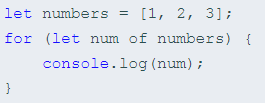 let numbers = [1, 2, 3];
for (let num of numbers) {
    console.log(num);
}